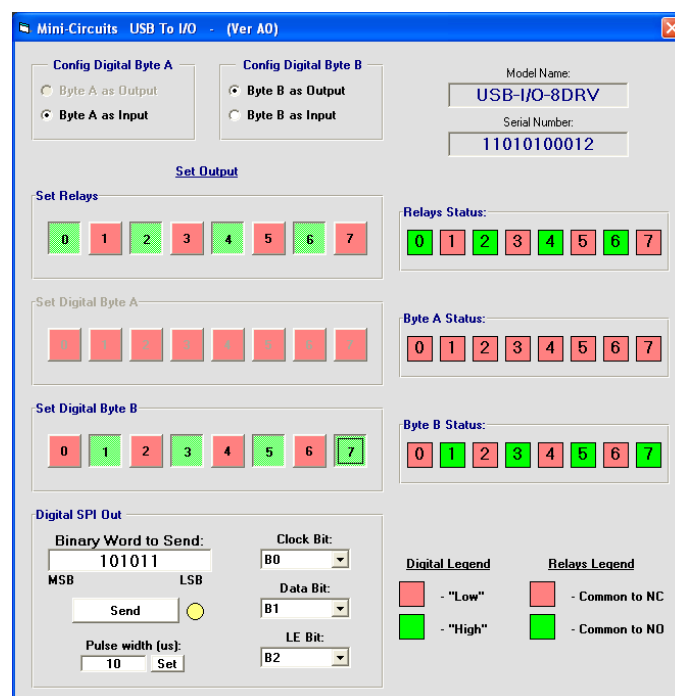 Mini-Circuits USB To I/O - (Ver A0)
Config Digital Byte A
Byte A as Output
Byte A as Input
Config Digital Byte B
Byte B as Output
Byte B as Input
Model Name:
USB-I/O-8DRV
Serial Number:
11010100012
Set Output
Set Relays
0 1 2 3 4 5 6 7
Relays Status:
0 1 2 3 4 5 6 7
Set Digital Byte A
0 1 2 3 4 5 6 7
Byte A Status:
0 1 2 3 4 5 6 7
Set Digital Byte B
0 1 2 3 4 5 6 7
Byte B Status:
0 1 2 3 4 5 6 7
Digital SPI Out
Binary Word to Send:
101011
MSB LSB
Send
Pulse width (us):
10 Set
Clock Bit:
B0
Data Bit:
B1
LE Bit:
B2
Digital Legend
- "Low"
- "High"
Relays Legend
- Common to NC
- Common to NO